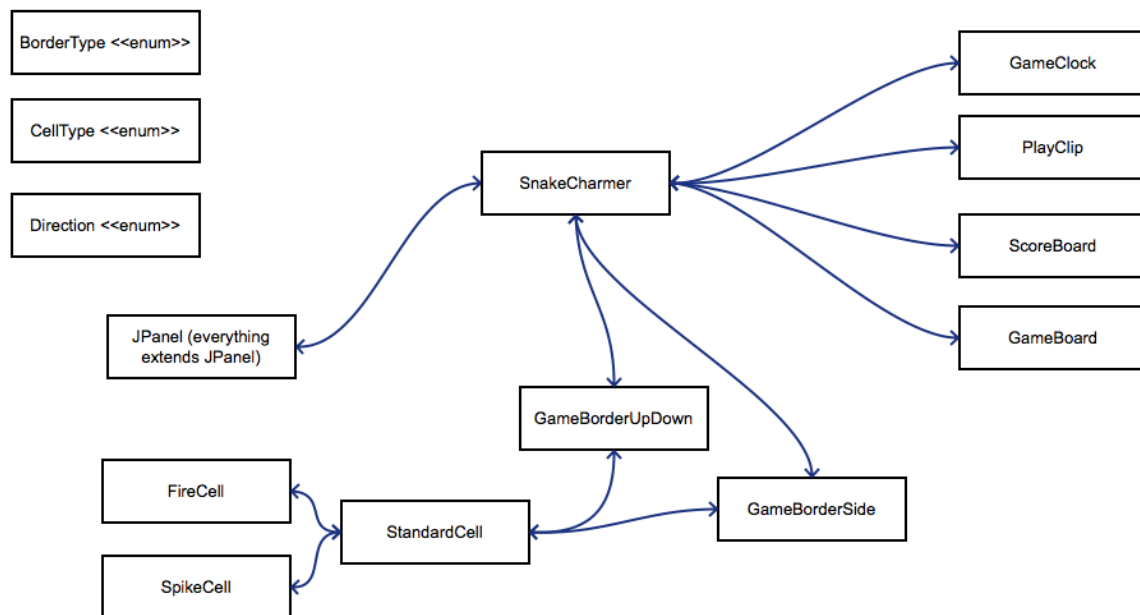 BorderType <<enum>>
GameClock
CellType <<enum>>
PlayClip
SnakeCharmer
Direction <<enum>>
ScoreBoard
JPanel (everything
extends JPanel)
GameBoard
GameBorderUpDown
FireCell
GameBorderSide
StandardCell
SpikeCell